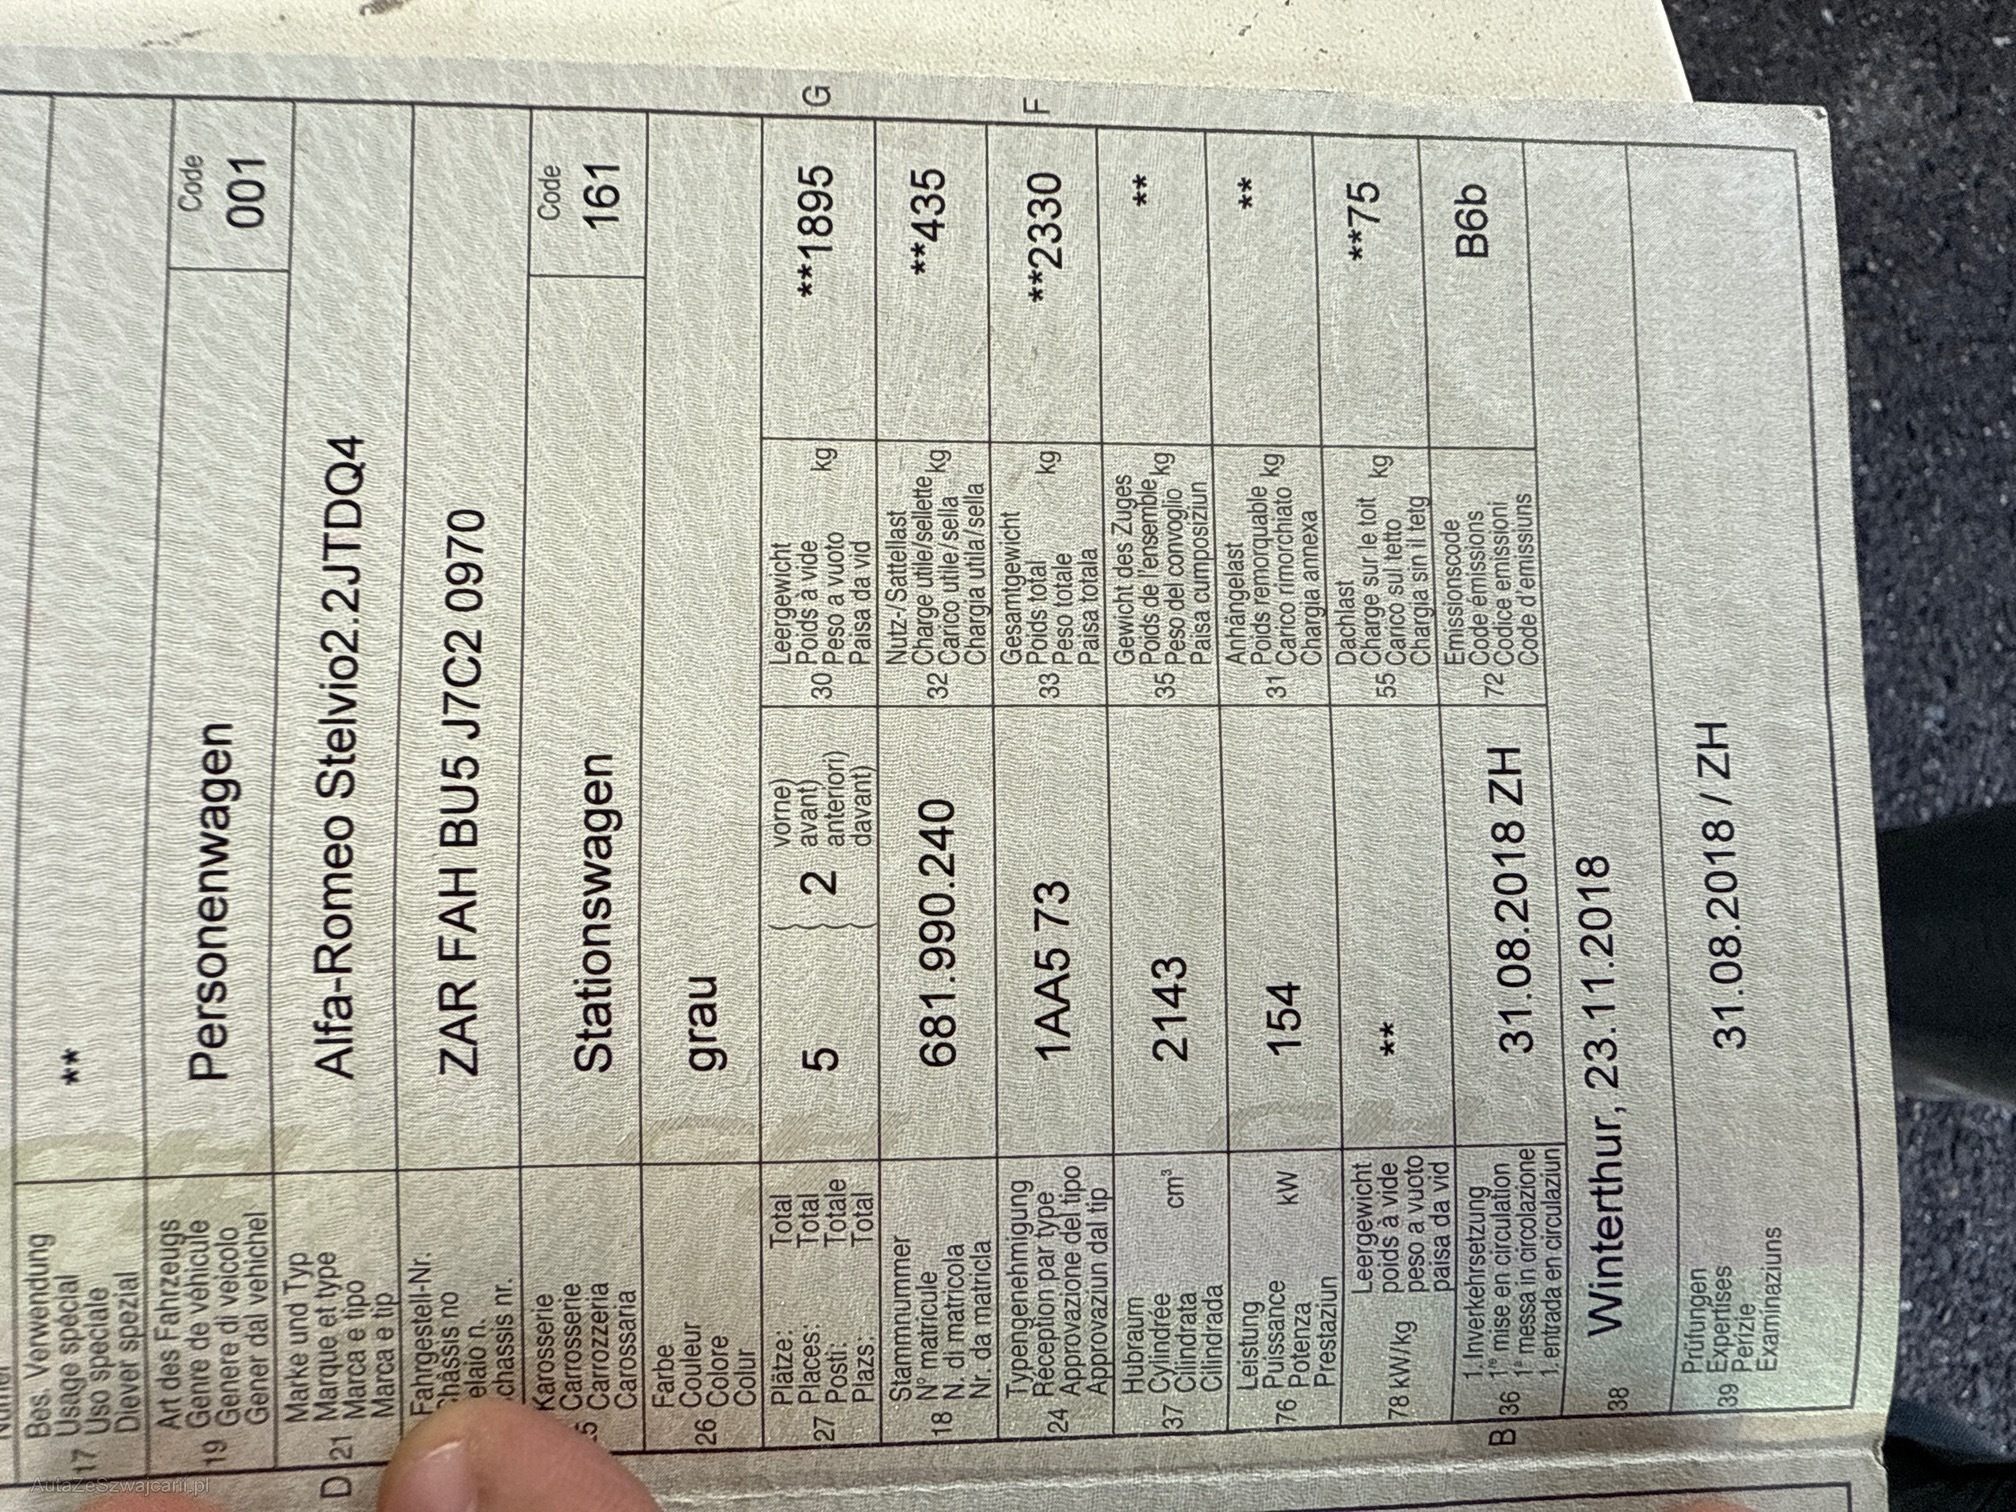 Bes. Verwendung
17 Usage spécial **
Uso speciale
Diever spezial
Art des Fahrzeugs Code
19 Genre de véhicule Personenwagen 001
Genere di veicolo
Gener dal vehichel
Marke und Typ
D 21 Marque et type Alfa-Romeo Stelvio2.2JTDQ4
Marca e tipo
Marca e tip
Fahrgestell-Nr.
châssis no ZAR FAH BU5 J7C2 0970
elaio n.
chassis nr.
Karosserie Code
Carrosserie Stationswagen 161
Carrozzeria
Carossaria
Farbe
26 Couleur grau
Colore
Colur
Plätze: Total vorne) Leergewicht
27 Places: Total 5 2 avant) 30 Poids à vide **1895 G
Posti: Totale anteriori) Peso a vuoto kg
Plazs: Total davant) Paisa da vid
Stammnummer Nutz-/Sattellast
18 N° matricule 681.990.240 32 Charge utile/sellette **435
N. di matricola Carico utile/sella kg
Nr. da matricla Chargia utila/sella
Typengenehmigung Gesamtgewicht
24 Réception par type 1AA5 73 33 Poids total **2330 F
Approvazione del tipo Peso totale kg
Approvaziun dal tip Paisa totala
Hubraum Gewicht des Zuges
37 Cylindrée cm³ 2143 35 Poids de l'ensemble **
Cilindrata Peso del convoglio kg
Cilindrada Paisa cumposiziun
Leistung Anhängelast
76 Puissance kW 154 31 Poids remorquable **
Potenza Carico rimorchiato kg
Prestaziun Chargia annexa
Leergewicht Dachlast
78 kW/kg poids à vide ** 55 Charge sur le toit **75
peso a vuoto Carico sul tetto kg
paisa da vid Chargia sin il tetg
1. Inverkehrsetzung Emissionscode
B 36 1re mise en circulation 31.08.2018 ZH 72 Code émissions B6b
1a messa in circolazione Codice emissioni
1. entrada en circulaziun Code d'emissiuns
38 Winterthur, 23.11.2018
Prüfungen
39 Expertises 31.08.2018 / ZH
Perizie
Examinaziuns
AutaZeSzwajcarii.pl